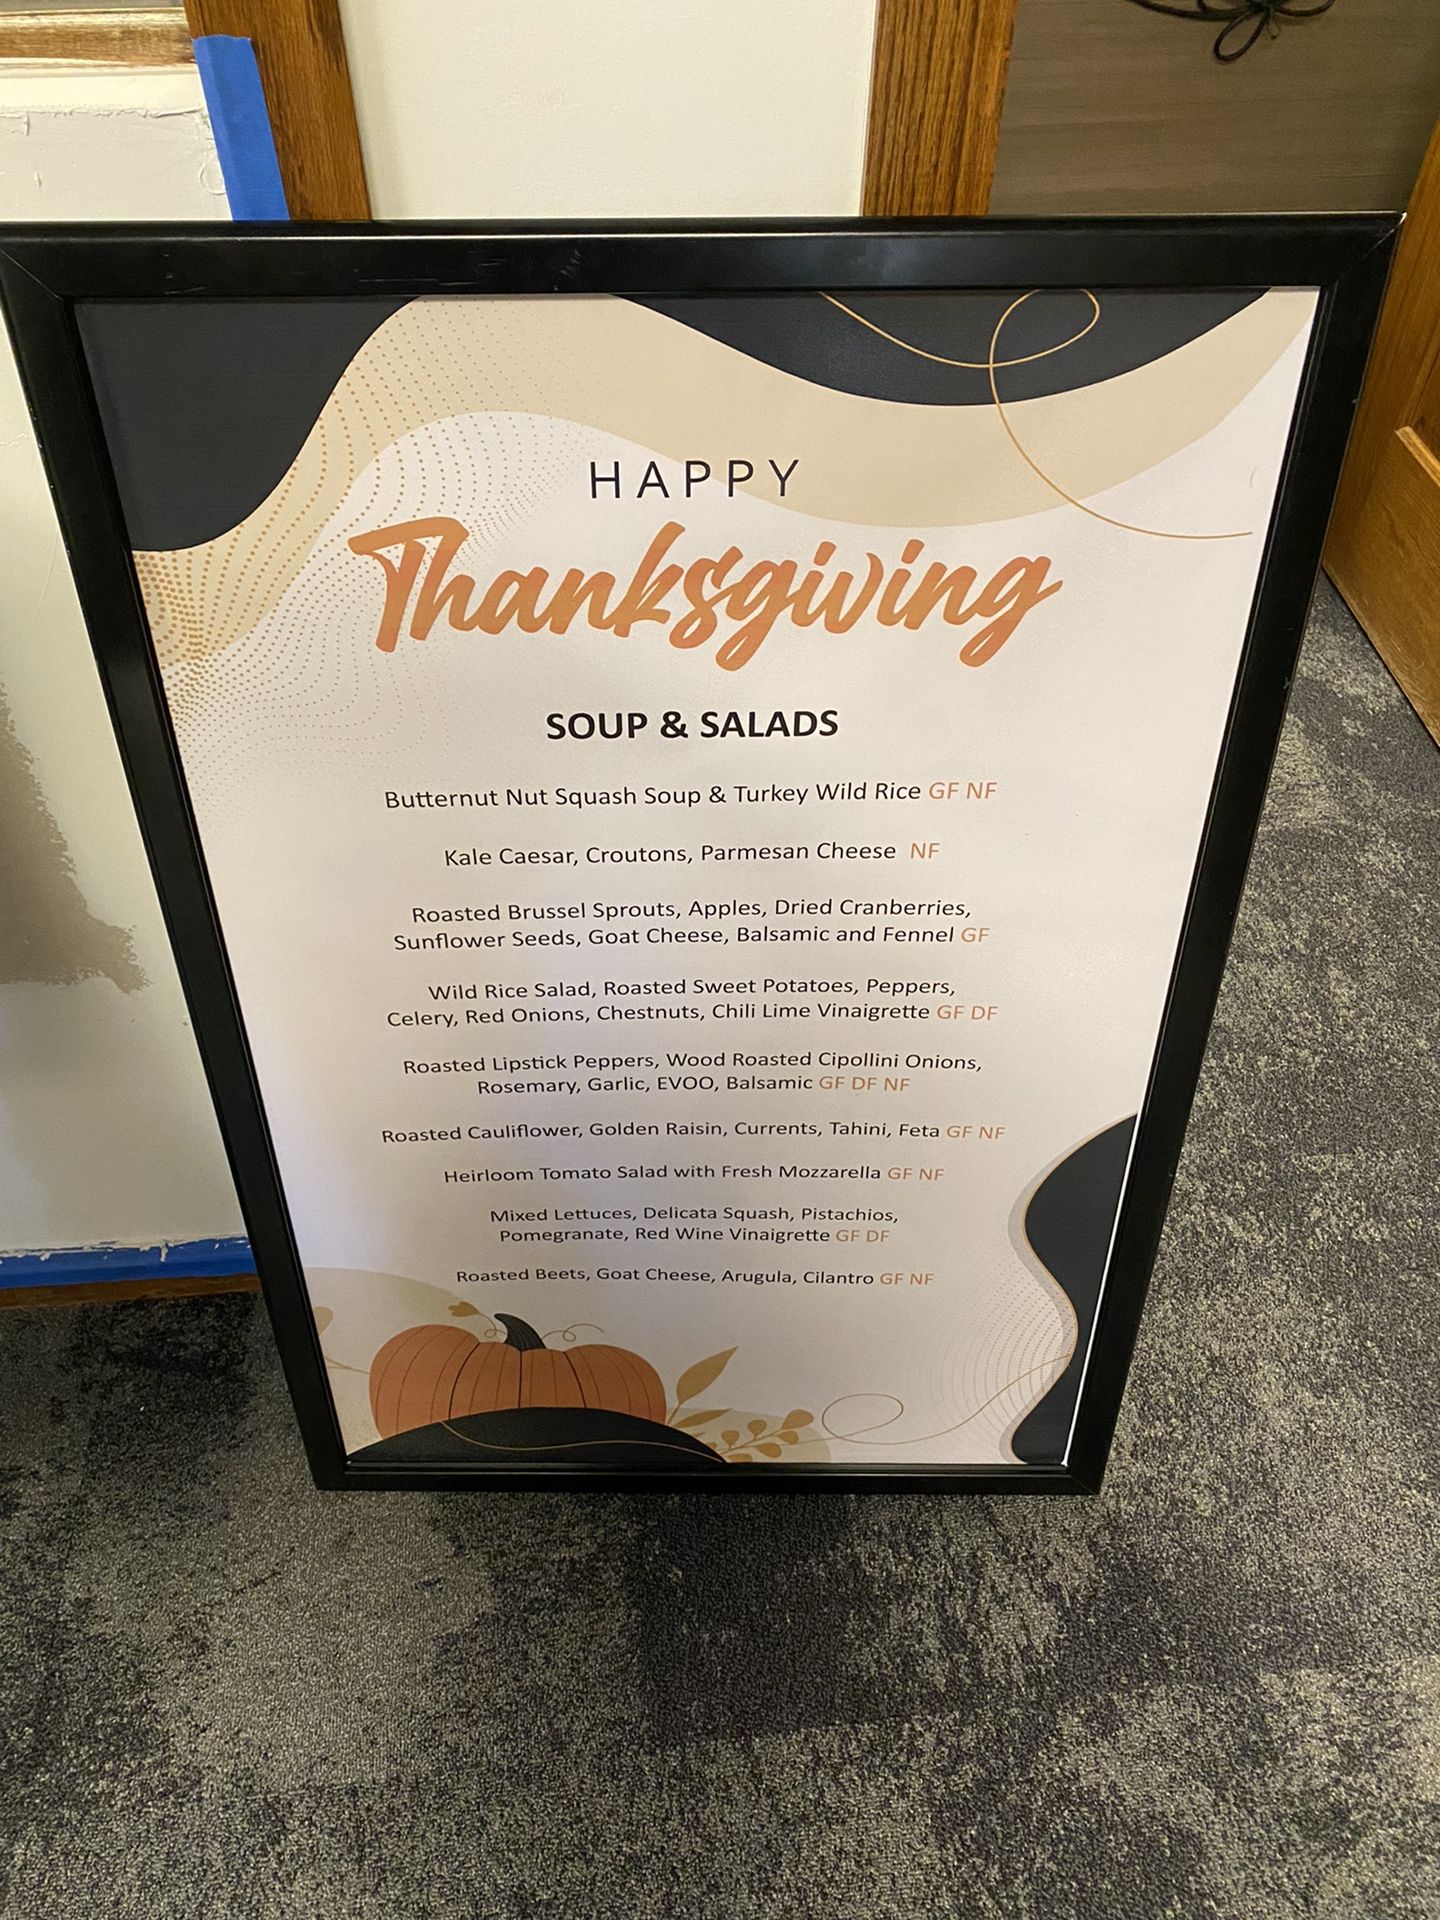 HAPPY
Thanksgiving
SOUP & SALADS
Butternut Nut Squash Soup & Turkey Wild Rice GF NF
Kale Caesar, Croutons, Parmesan Cheese NF
Roasted Brussel Sprouts, Apples, Dried Cranberries,
Sunflower Seeds, Goat Cheese, Balsamic and Fennel GF
Wild Rice Salad, Roasted Sweet Potatoes, Peppers,
Celery, Red Onions, Chestnuts, Chili Lime Vinaigrette GF DF
Roasted Lipstick Peppers, Wood Roasted Cipollini Onions,
Rosemary, Garlic, EVOO, Balsamic GF DF NF
Roasted Cauliflower, Golden Raisin, Currents, Tahini, Feta GF NF
Heirloom Tomato Salad with Fresh Mozzarella GF NF
Mixed Lettuces, Delicata Squash, Pistachios,
Pomegranate, Red Wine Vinaigrette GF DF
Roasted Beets, Goat Cheese, Arugula, Cilantro GF NF